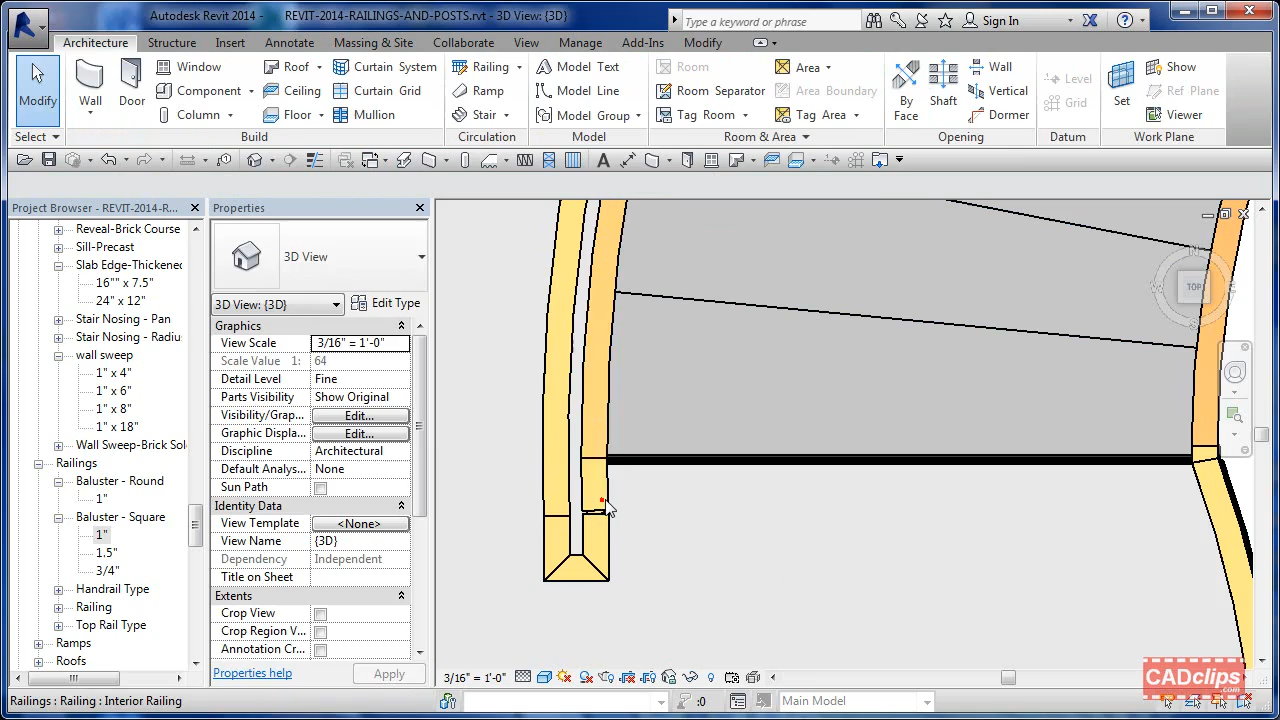 Autodesk Revit 2014 - REVIT-2014-RAILINGS-AND-POSTS.rvt - 3D View: {3D}
Type a keyword or phrase
Sign In
Architecture Structure Insert Annotate Massing & Site Collaborate View Manage Add-Ins Modify
Modify
Wall
Door
Window
Component
Column
Roof
Ceiling
Floor
Curtain System
Curtain Grid
Mullion
Railing
Ramp
Stair
Model Text
Model Line
Model Group
Room
Room Separator
Tag Room
Area
Area Boundary
Tag Area
By Face
Shaft
Wall
Vertical
Dormer
Level
Grid
Set
Show
Ref Plane
Viewer
Select Build Circulation Model Room & Area Opening Datum Work Plane
Project Browser - REVIT-2014-R...
Reveal-Brick Course
Sill-Precast
Slab Edge-Thickened
16"" x 7.5"
24" x 12"
Stair Nosing - Pan
Stair Nosing - Radiu
wall sweep
1" x 4"
1" x 6"
1" x 8"
1" x 18"
Wall Sweep-Brick Sol
Railings
Baluster - Round
1"
Baluster - Square
1"
1.5"
3/4"
Handrail Type
Railing
Top Rail Type
Ramps
Roofs
Properties
3D View
3D View: {3D} Edit Type
Graphics
View Scale 3/16" = 1'-0"
Scale Value 1: 64
Detail Level Fine
Parts Visibility Show Original
Visibility/Grap... Edit...
Graphic Displa... Edit...
Discipline Architectural
Default Analys... None
Sun Path
Identity Data
View Template <None>
View Name {3D}
Dependency Independent
Title on Sheet
Extents
Crop View
Crop Region V...
Annotation Cr...
Properties help Apply
TOP
3/16" = 1'-0"
CADclips
.com
Railings : Railing : Interior Railing
:0
Main Model